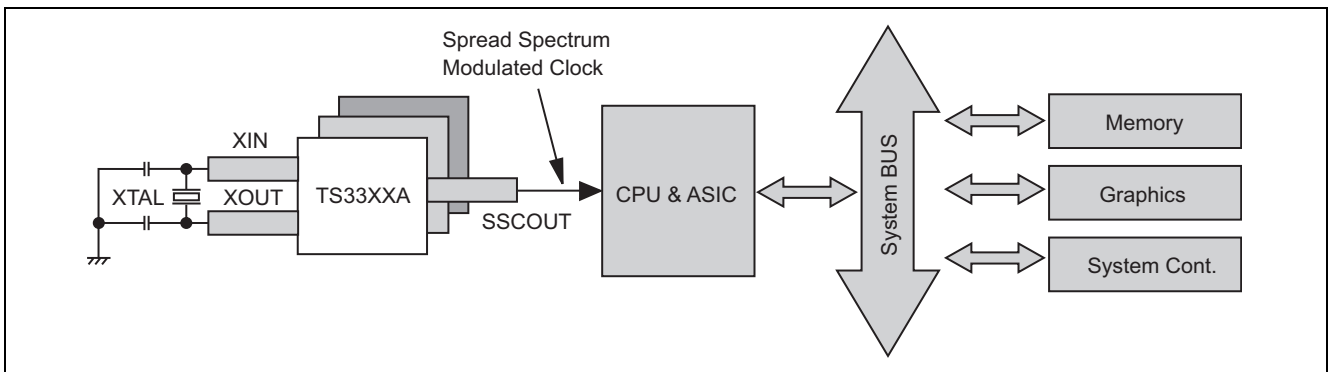 Spread Spectrum
Modulated Clock
XIN
XTAL
XOUT
TS33XXA
SSCOUT
CPU & ASIC
System BUS
Memory
Graphics
System Cont.